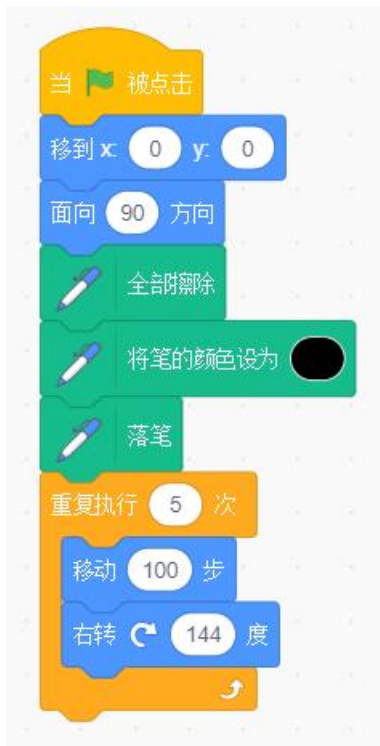 当 被点击
移到 x: 0 y: 0
面向 90 方向
全部擦除
将笔的颜色设为
落笔
重复执行 5 次
移动 100 步
右转 144 度